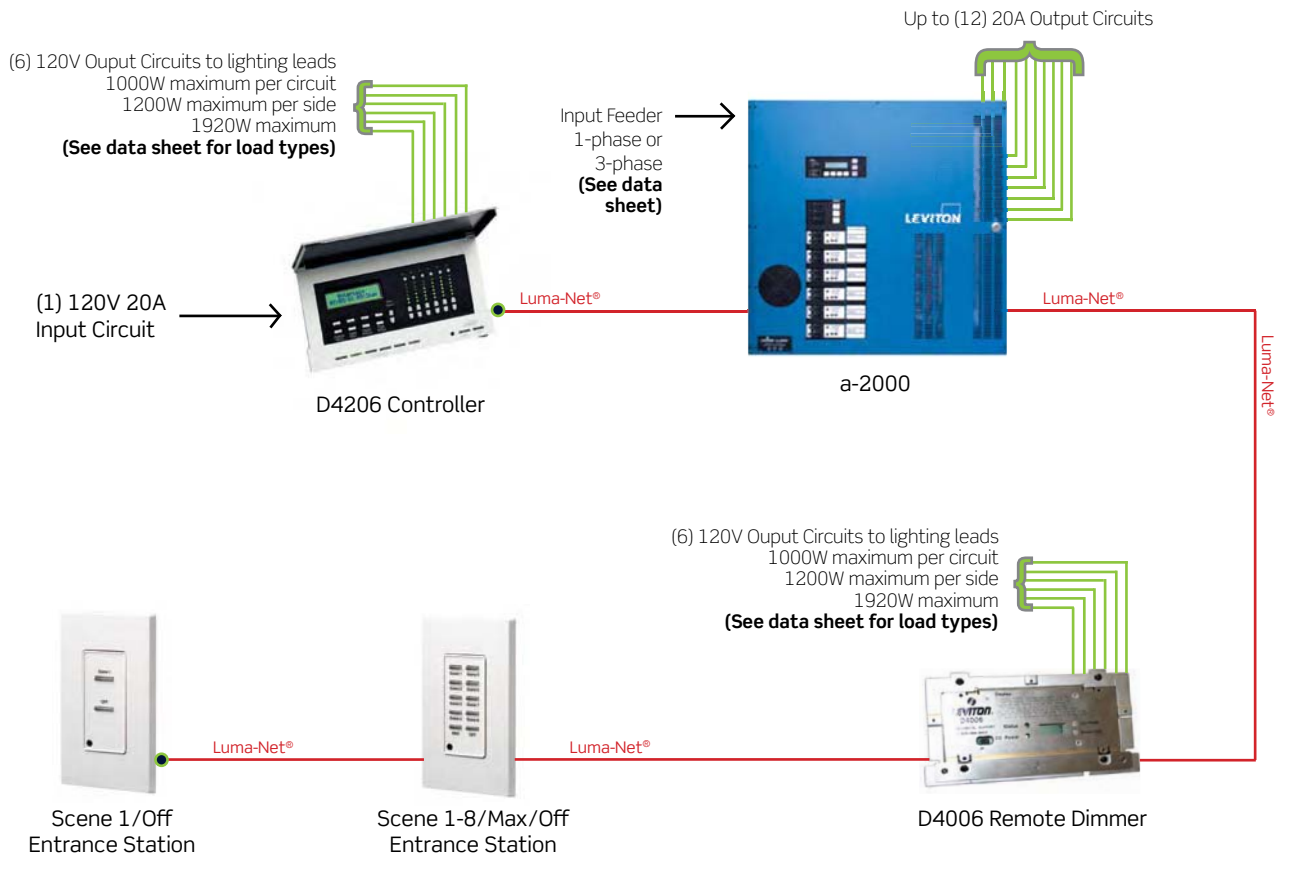 Up to (12) 20A Output Circuits
(6) 120V Ouput Circuits to lighting leads
1000W maximum per circuit
1200W maximum per side
1920W maximum
(See data sheet for load types)
Input Feeder
1-phase or
3-phase
(See data
sheet)
LEVITON
(1) 120V 20A
Input Circuit
Luma-Net®
Luma-Net®
Luma-Net®
D4206 Controller
a-2000
(6) 120V Ouput Circuits to lighting leads
1000W maximum per circuit
1200W maximum per side
1920W maximum
(See data sheet for load types)
LEVITON
D4006
Status
OFF
OFF
Luma-Net®
Luma-Net®
Scene 1/Off
Entrance Station
Scene 1-8/Max/Off
Entrance Station
D4006 Remote Dimmer